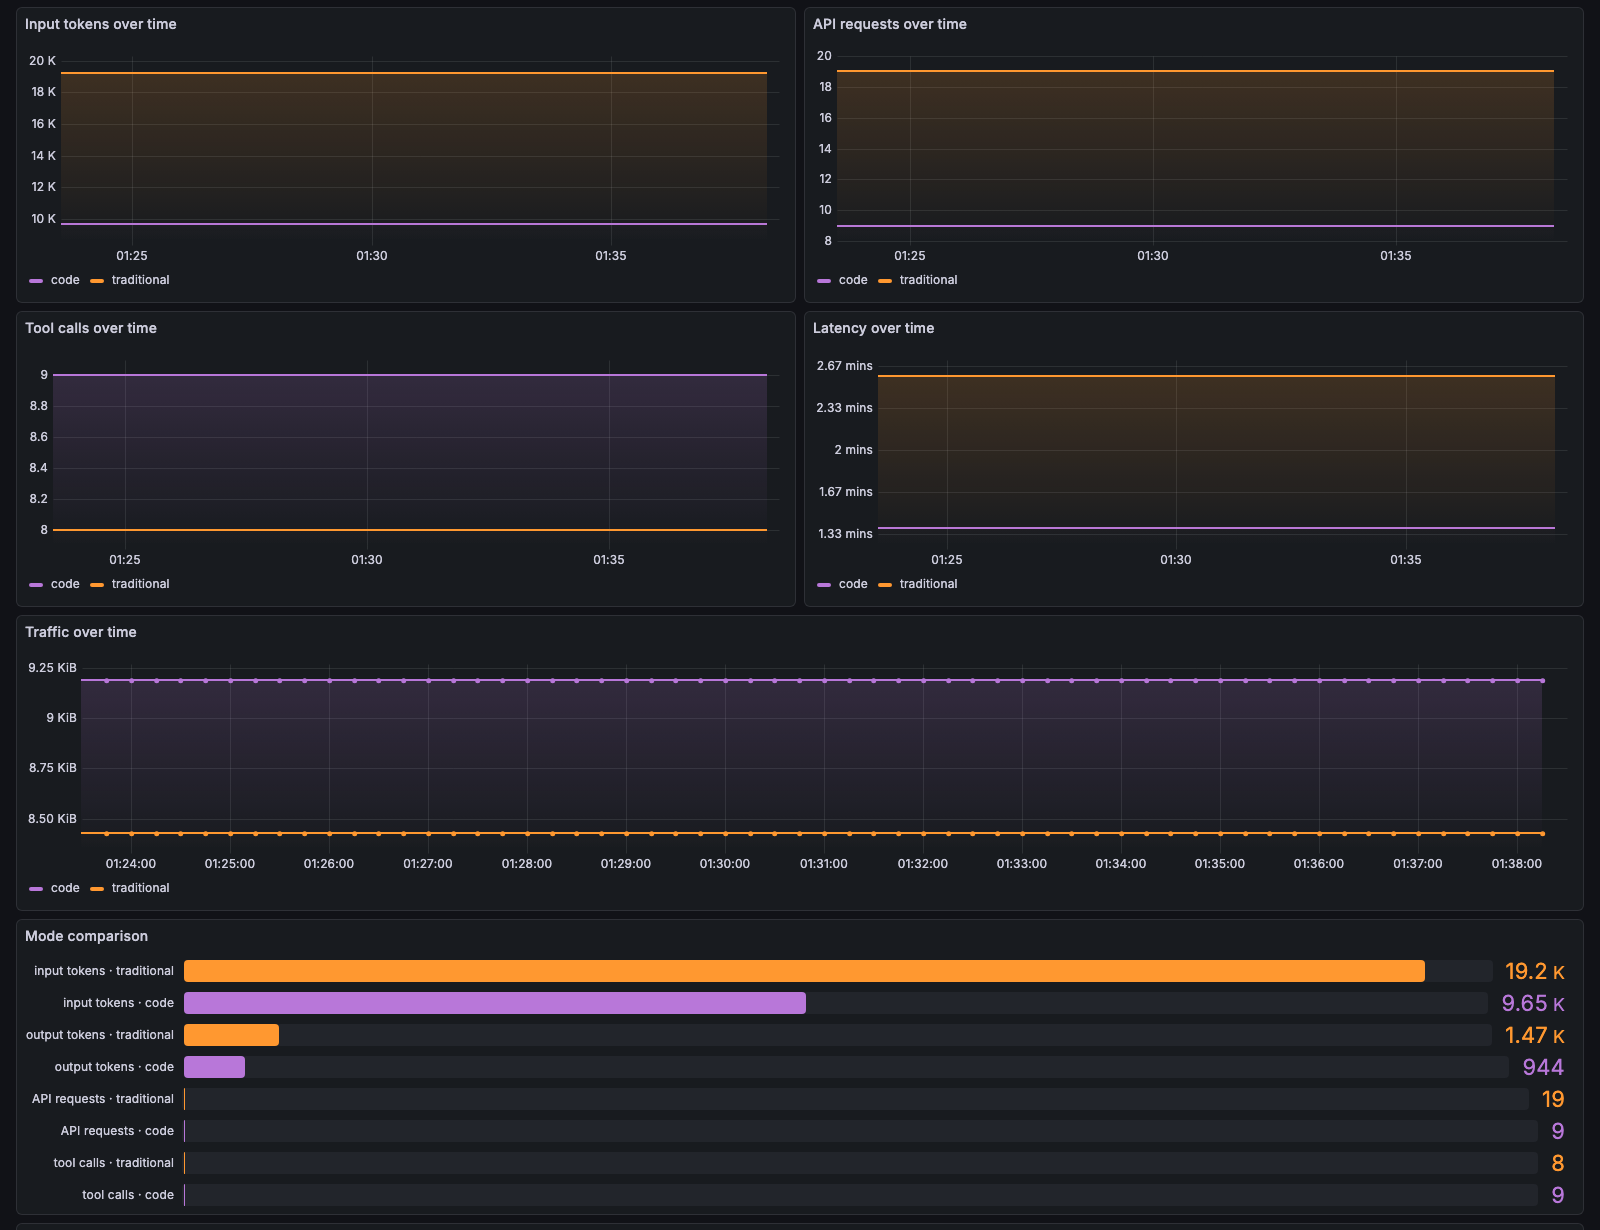 Input tokens over time
20 K
18 K
16 K
14 K
12 K
10 K
01:25 01:30 01:35
code traditional
API requests over time
20
18
16
14
12
10
8
01:25 01:30 01:35
code traditional
Tool calls over time
9
8.8
8.6
8.4
8.2
8
01:25 01:30 01:35
code traditional
Latency over time
2.67 mins
2.33 mins
2 mins
1.67 mins
1.33 mins
01:25 01:30 01:35
code traditional
Traffic over time
9.25 KiB
9 KiB
8.75 KiB
8.50 KiB
01:24:00 01:25:00 01:26:00 01:27:00 01:28:00 01:29:00 01:30:00 01:31:00 01:32:00 01:33:00 01:34:00 01:35:00 01:36:00 01:37:00 01:38:00
code traditional
Mode comparison
input tokens · traditional 19.2 K
input tokens · code 9.65 K
output tokens · traditional 1.47 K
output tokens · code 944
API requests · traditional 19
API requests · code 9
tool calls · traditional 8
tool calls · code 9